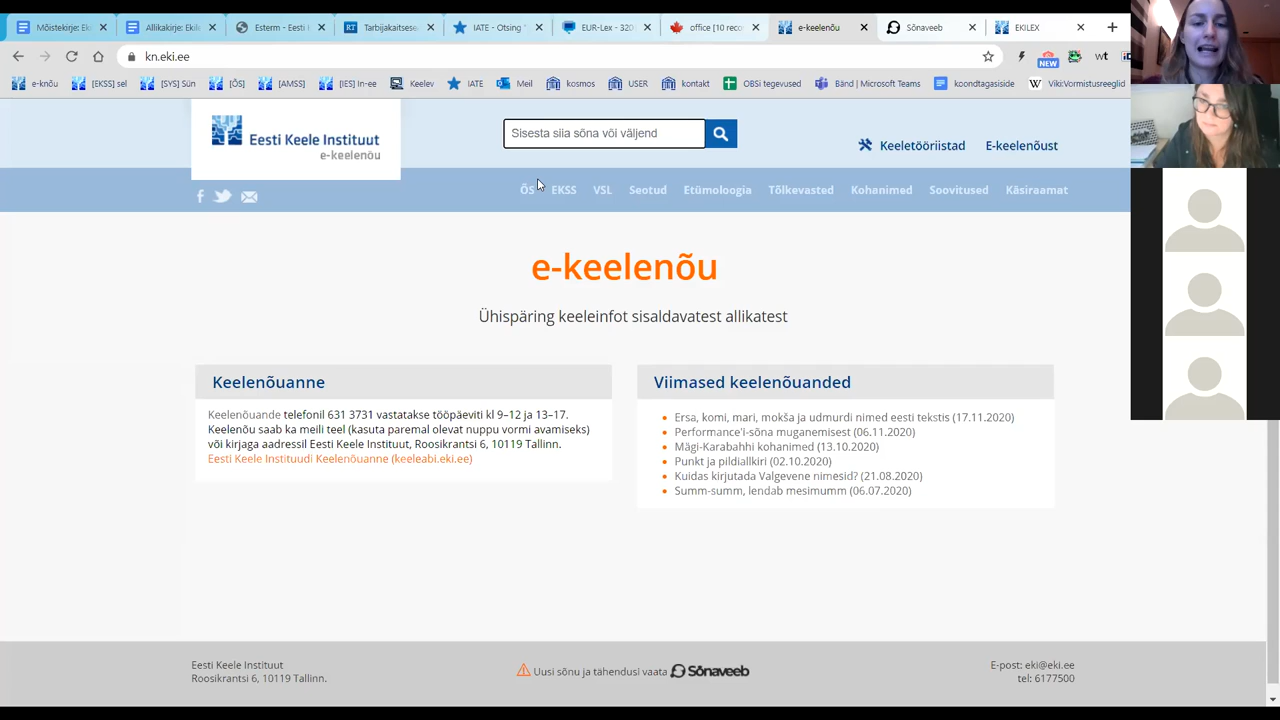 Mõistekirje: Eki
Allikakirje: Ekile
Esterm - Eesti K
Tarbijakaitsese
IATE - Otsing
EUR-Lex - 320
office [10 reco
e-keelenõu
Sõnaveeb
EKILEX
kn.eki.ee
e-knõu
[EKSS] sel
[SYS] Sün
[ÕS]
[AMSS]
[IES]in-ee
Keelev
IATE
Meil
kosmos
USER
kontakt
OBSi tegevused
Bänd | Microsoft Teams
koondtagasiside
Viki:Vormistusreeglid
NEW
wt
Eesti Keele Instituut
e-keelenõu
Sisesta siia sõna või väljend
Keeletööriistad
E-keelenõust
ÕS EKSS VSL Seotud Etümoloogia Tõlkevasted Kohanimed Soovitused Käsiraamat
e-keelenõu
Ühispäring keeleinfot sisaldavatest allikatest
Keelenõuanne
Keelenõuande telefonil 631 3731 vastatakse tööpäeviti kl 9–12 ja 13–17.
Keelenõu saab ka meili teel (kasuta paremal olevat nuppu vormi avamiseks)
või kirjaga aadressil Eesti Keele Instituut, Roosikrantsi 6, 10119 Tallinn.
Eesti Keele Instituudi Keelenõuanne (keeleabi.eki.ee)
Viimased keelenõuanded
Ersa, komi, mari, mokša ja udmurdi nimed eesti tekstis (17.11.2020)
Performance'i-sõna muganemisest (06.11.2020)
Mägi-Karabahhi kohanimed (13.10.2020)
Punkt ja pildiallkiri (02.10.2020)
Kuidas kirjutada Valgevene nimesid? (21.08.2020)
Summ-summ, lendab mesimumm (06.07.2020)
Eesti Keele Instituut
Roosikrantsi 6, 10119 Tallinn.
Uusi sõnu ja tähendusi vaata Sõnaveeb
E-post: eki@eki.ee
tel: 6177500